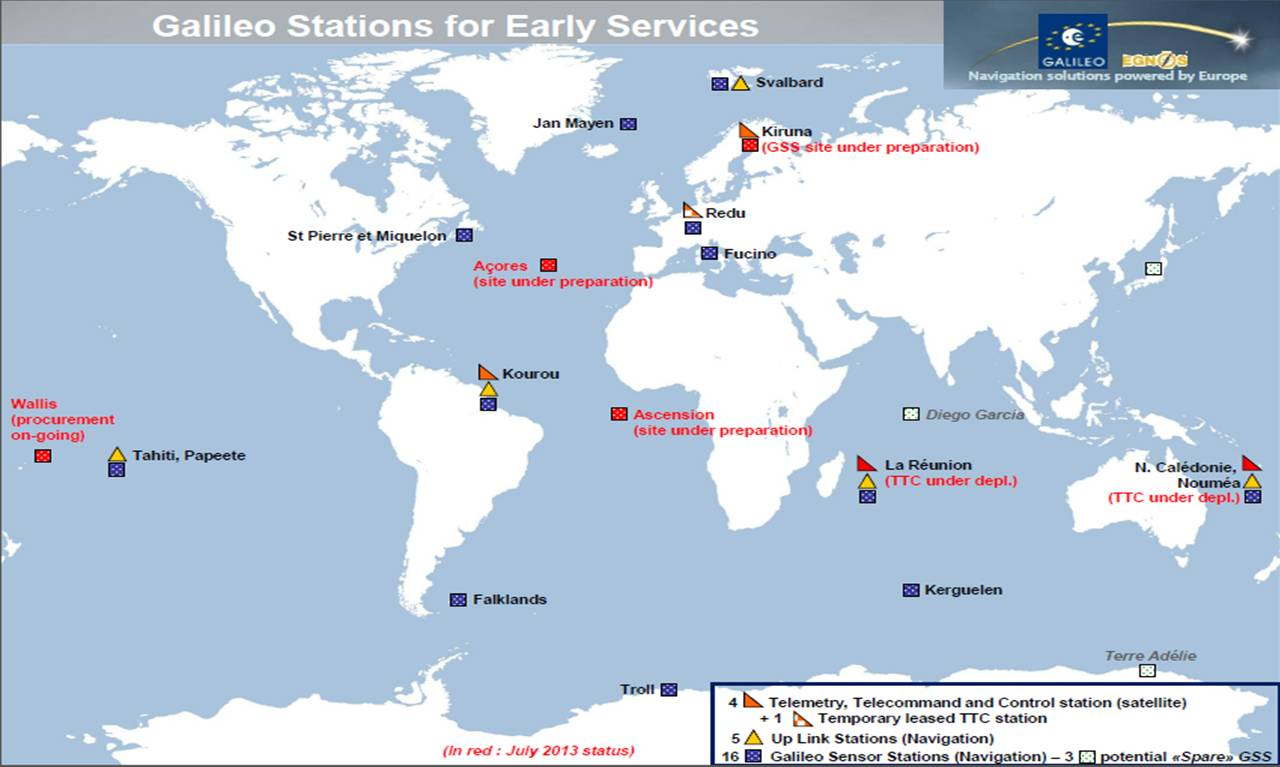 Galileo Stations for Early Services
GALILEO
EGNOS
Navigation solutions powered by Europe
Svalbard
Jan Mayen
Kiruna
(GSS site under preparation)
Redu
St Pierre et Miquelon
Fucino
Açores
(site under preparation)
Kourou
Wallis
(procurement
on-going)
Ascension
(site under preparation)
Diego Garcia
Tahiti, Papeete
La Réunion
(TTC under depl.)
N. Calédonie,
Nouméa
(TTC under depl.)
Kerguelen
Falklands
Terre Adélie
Troll
4 Telemetry, Telecommand and Control station (satellite)
+ 1 Temporary leased TTC station
5 Up Link Stations (Navigation)
16 Galileo Sensor Stations (Navigation) – 3 potential «Spare» GSS
(In red : July 2013 status)